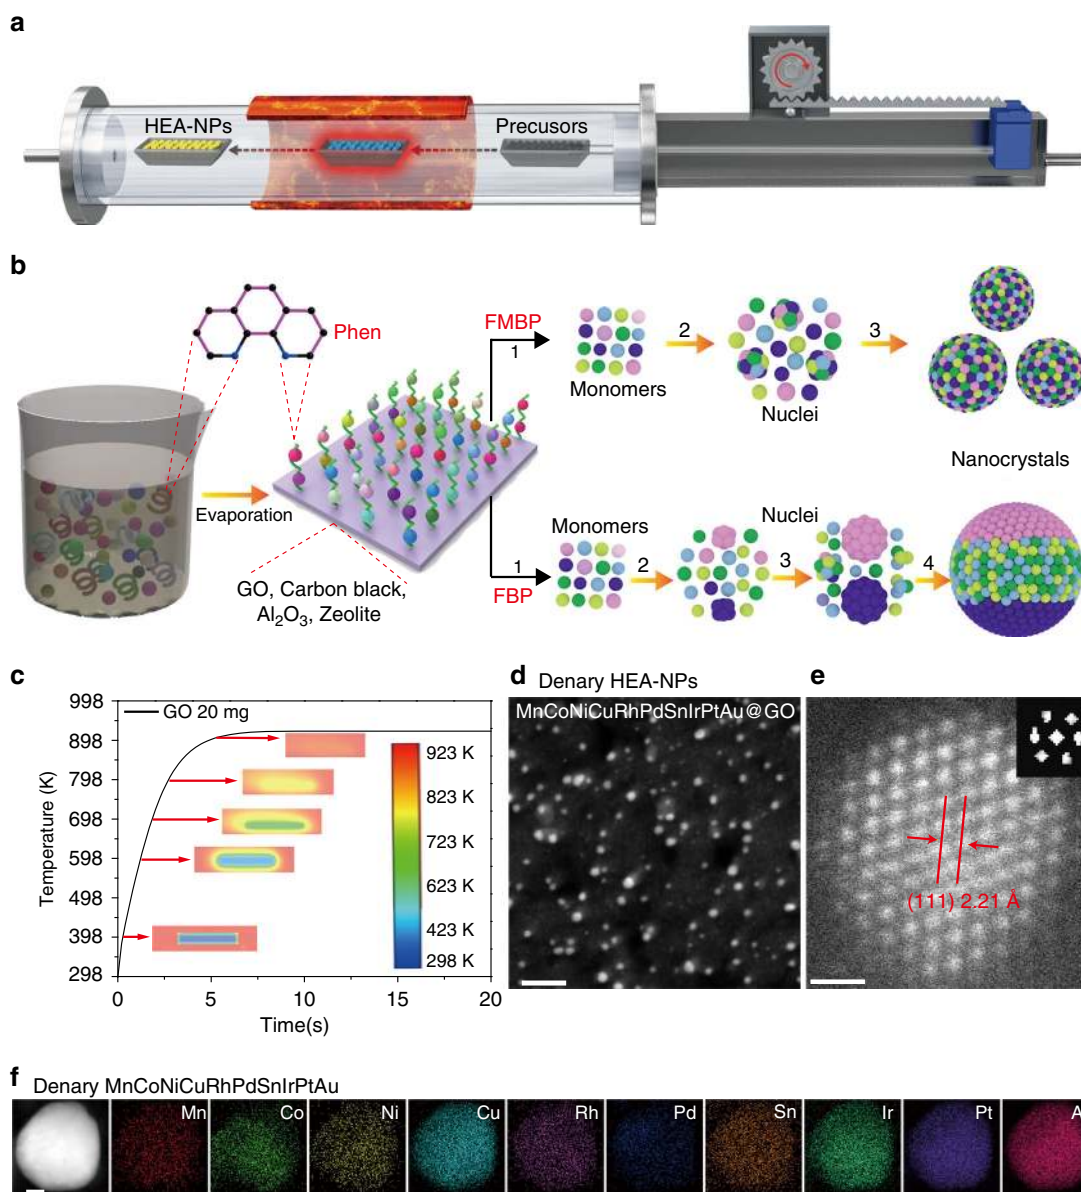 a
HEA-NPs
Precusors
b
Phen
FMBP
1
2
3
Monomers
Nuclei
Nanocrystals
Evaporation
GO, Carbon black,
Al₂O₃, Zeolite
Monomers
Nuclei
1
FBP
2
3
4
c
998
898
798
698
598
498
398
298
Temperature (K)
GO 20 mg
923 K
823 K
723 K
623 K
423 K
298 K
0
5
10
15
20
Time(s)
d
Denary HEA-NPs
MnCoNiCuRhPdSnIrPtAu@GO
e
(111) 2.21 Å
f
Denary MnCoNiCuRhPdSnIrPtAu
Mn
Co
Ni
Cu
Rh
Pd
Sn
Ir
Pt
A